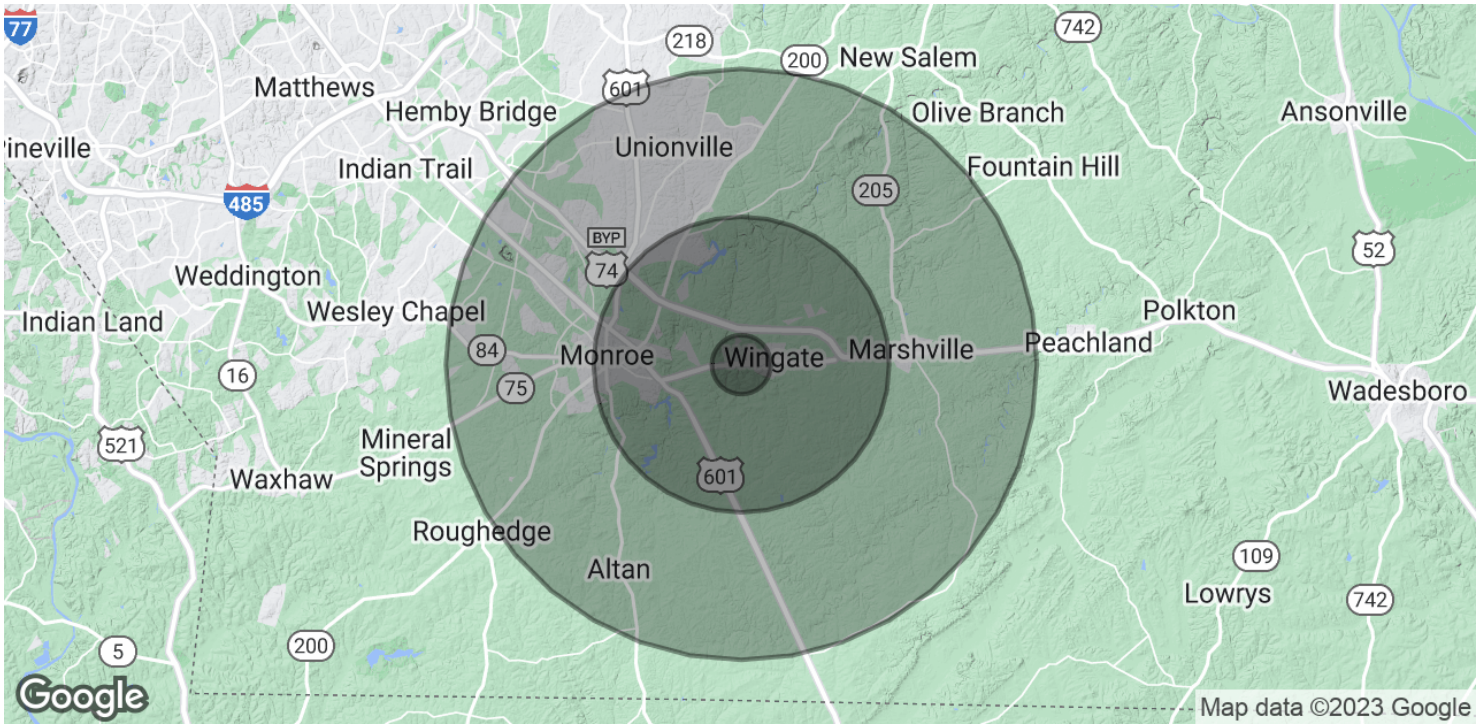 77
742
218
200
New Salem
Matthews
601
Hemby Bridge
Olive Branch
Ansonville
Pineville
Unionville
Indian Trail
Fountain Hill
485
205
BYP
74
52
Weddington
Wesley Chapel
Indian Land
Polkton
84
Monroe
Wingate
Marshville
Peachland
16
75
Wadesboro
521
Mineral
Springs
601
Waxhaw
Roughedge
Altan
109
Lowrys
742
200
5
Google
Map data ©2023 Google